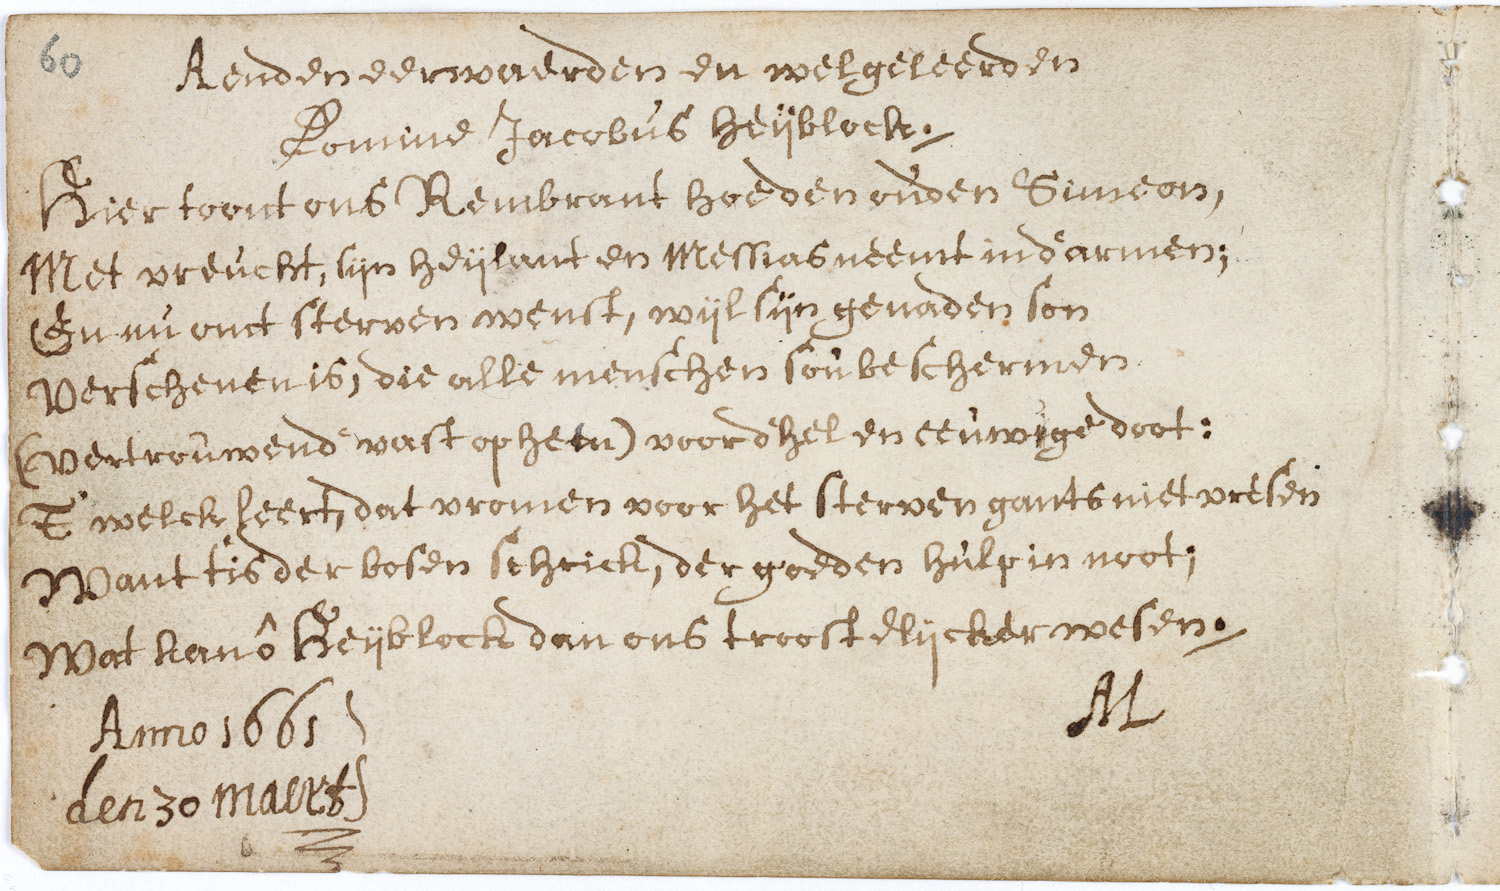 60
Aenden eerwaerden en welgeleerden
Domine Jacobus Heijblock.
Hier toont ons Rembrant hoe den ouden Simeon,
Met vreucht, sijn heijlant en Messias neemt in d'armen;
En nu onct sterven wenst, wijl sijn genaden son
Verschenen is, die alle menschen sou beschermen
(vertrouwend vast op hem) voor d'hel en eeuwige doot:
T'welck leert, dat vromen voor het sterven gants niet vresen
Want tis der bosen schrick, der goeden hulp in noot;
Wat kan ô Heijblock dan ons troostelijcker wesen.
Anno 1661
den 30 maert
AL